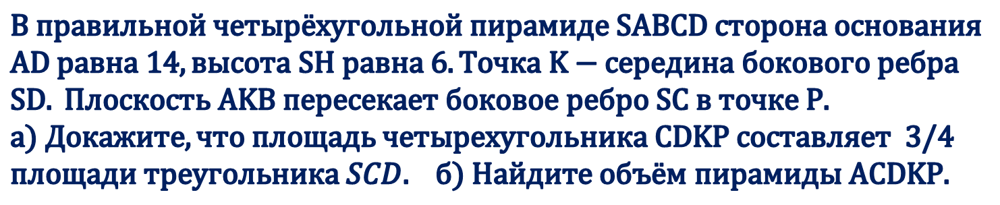 В правильной четырёхугольной пирамиде SABCD сторона основания
AD равна 14, высота SH равна 6. Точка K — середина бокового ребра
SD. Плоскость AKB пересекает боковое ребро SC в точке P.
а) Докажите, что площадь четырехугольника CDKP составляет 3/4
площади треугольника SCD. б) Найдите объём пирамиды ACDKP.